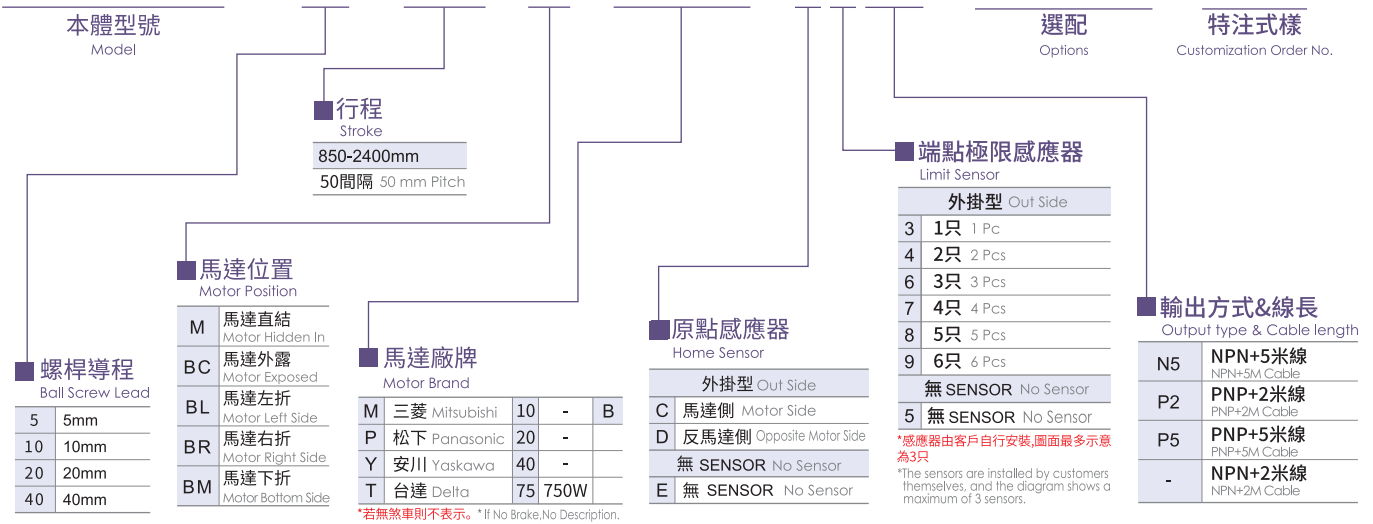 本體型號
Model
選配
Options
特注式樣
Customization Order No.
行程
Stroke
850-2400mm
50間隔 50 mm Pitch
端點極限感應器
Limit Sensor
外掛型 Out Side
3 1只 1 Pc
4 2只 2 Pcs
6 3只 3 Pcs
7 4只 4 Pcs
8 5只 5 Pcs
9 6只 6 Pcs
無 SENSOR No Sensor
5 無 SENSOR No Sensor
*感應器由客戶自行安裝,圖面最多示意
為3只
*The sensors are installed by customers
themselves, and the diagram shows a
maximum of 3 sensors.
馬達位置
Motor Position
M 馬達直結
Motor Hidden In
BC 馬達外露
Motor Exposed
BL 馬達左折
Motor Left Side
BR 馬達右折
Motor Right Side
BM 馬達下折
Motor Bottom Side
輸出方式&線長
Output type & Cable length
N5 NPN+5米線
NPN+5M Cable
P2 PNP+2米線
PNP+2M Cable
P5 PNP+5米線
PNP+5M Cable
- NPN+2米線
NPN+2M Cable
原點感應器
Home Sensor
外掛型 Out Side
C 馬達側 Motor Side
D 反馬達側 Opposite Motor Side
無 SENSOR No Sensor
E 無 SENSOR No Sensor
馬達廠牌
Motor Brand
M 三菱 Mitsubishi 10 - B
P 松下 Panasonic 20 -
Y 安川 Yaskawa 40 -
T 台達 Delta 75 750W
*若無煞車則不表示。 * If No Brake,No Description.
螺桿導程
Ball Screw Lead
5 5mm
10 10mm
20 20mm
40 40mm